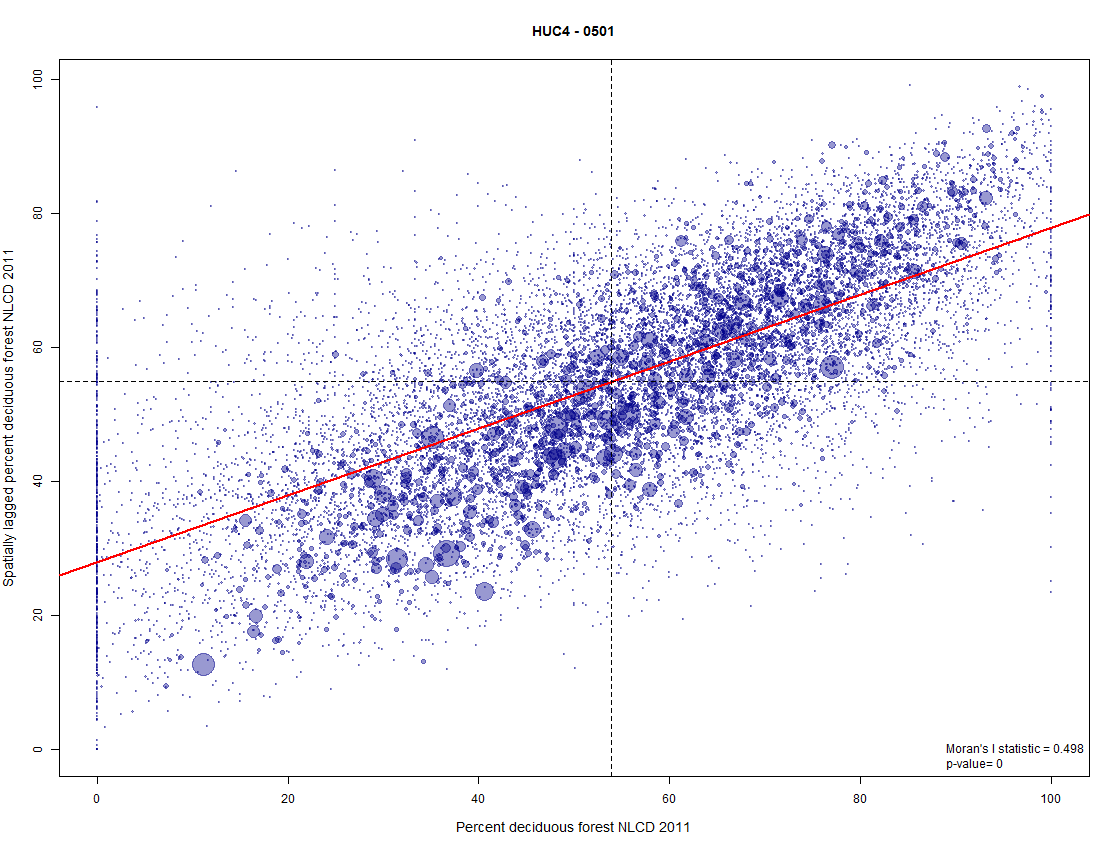 HUC4 - 0501
Spatially lagged percent deciduous forest NLCD 2011
100
80
60
40
20
0
Moran's I statistic = 0.498
p-value= 0
0 20 40 60 80 100
Percent deciduous forest NLCD 2011